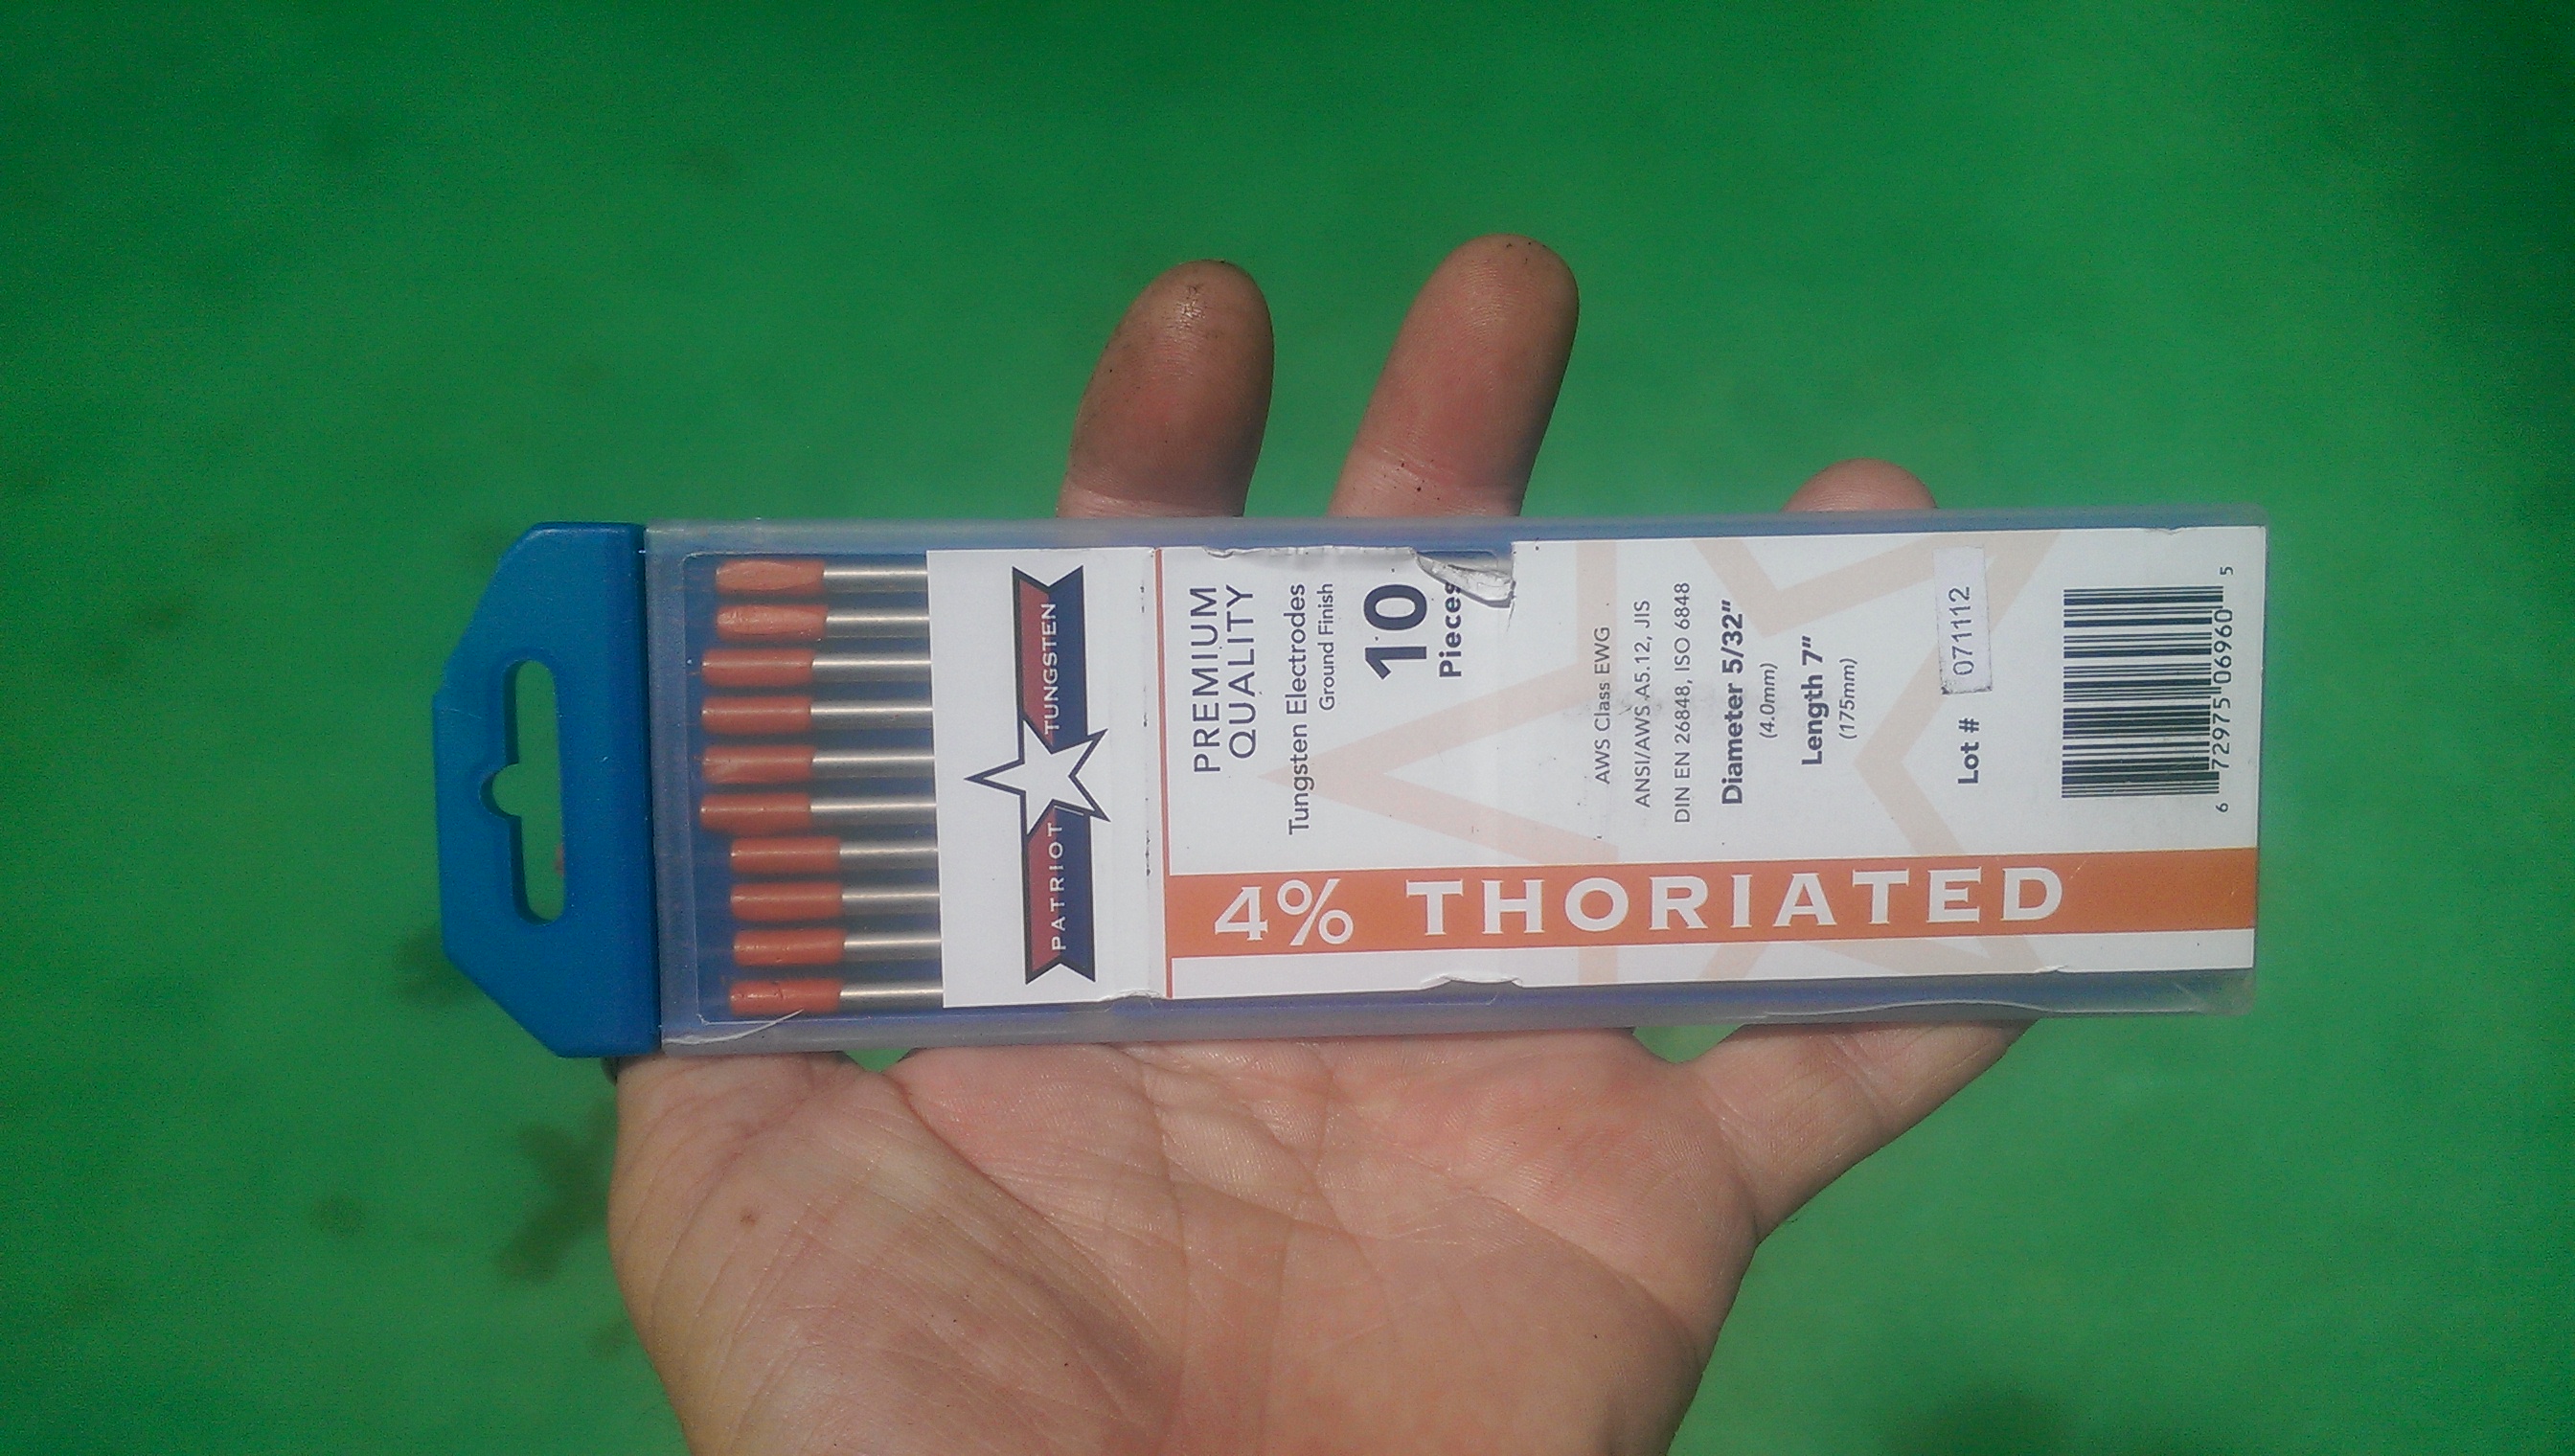 PATRIOT TUNGSTEN
PREMIUM
QUALITY
Tungsten Electrodes
Ground Finish
10
Pieces
AWS Class EWG
ANSI/AWS A5.12, JIS
DIN EN 26848, ISO 6848
Diameter 5/32"
(4.0mm)
Length 7"
(175mm)
Lot # 071112
6 72975 06960 5
4% THORIATED